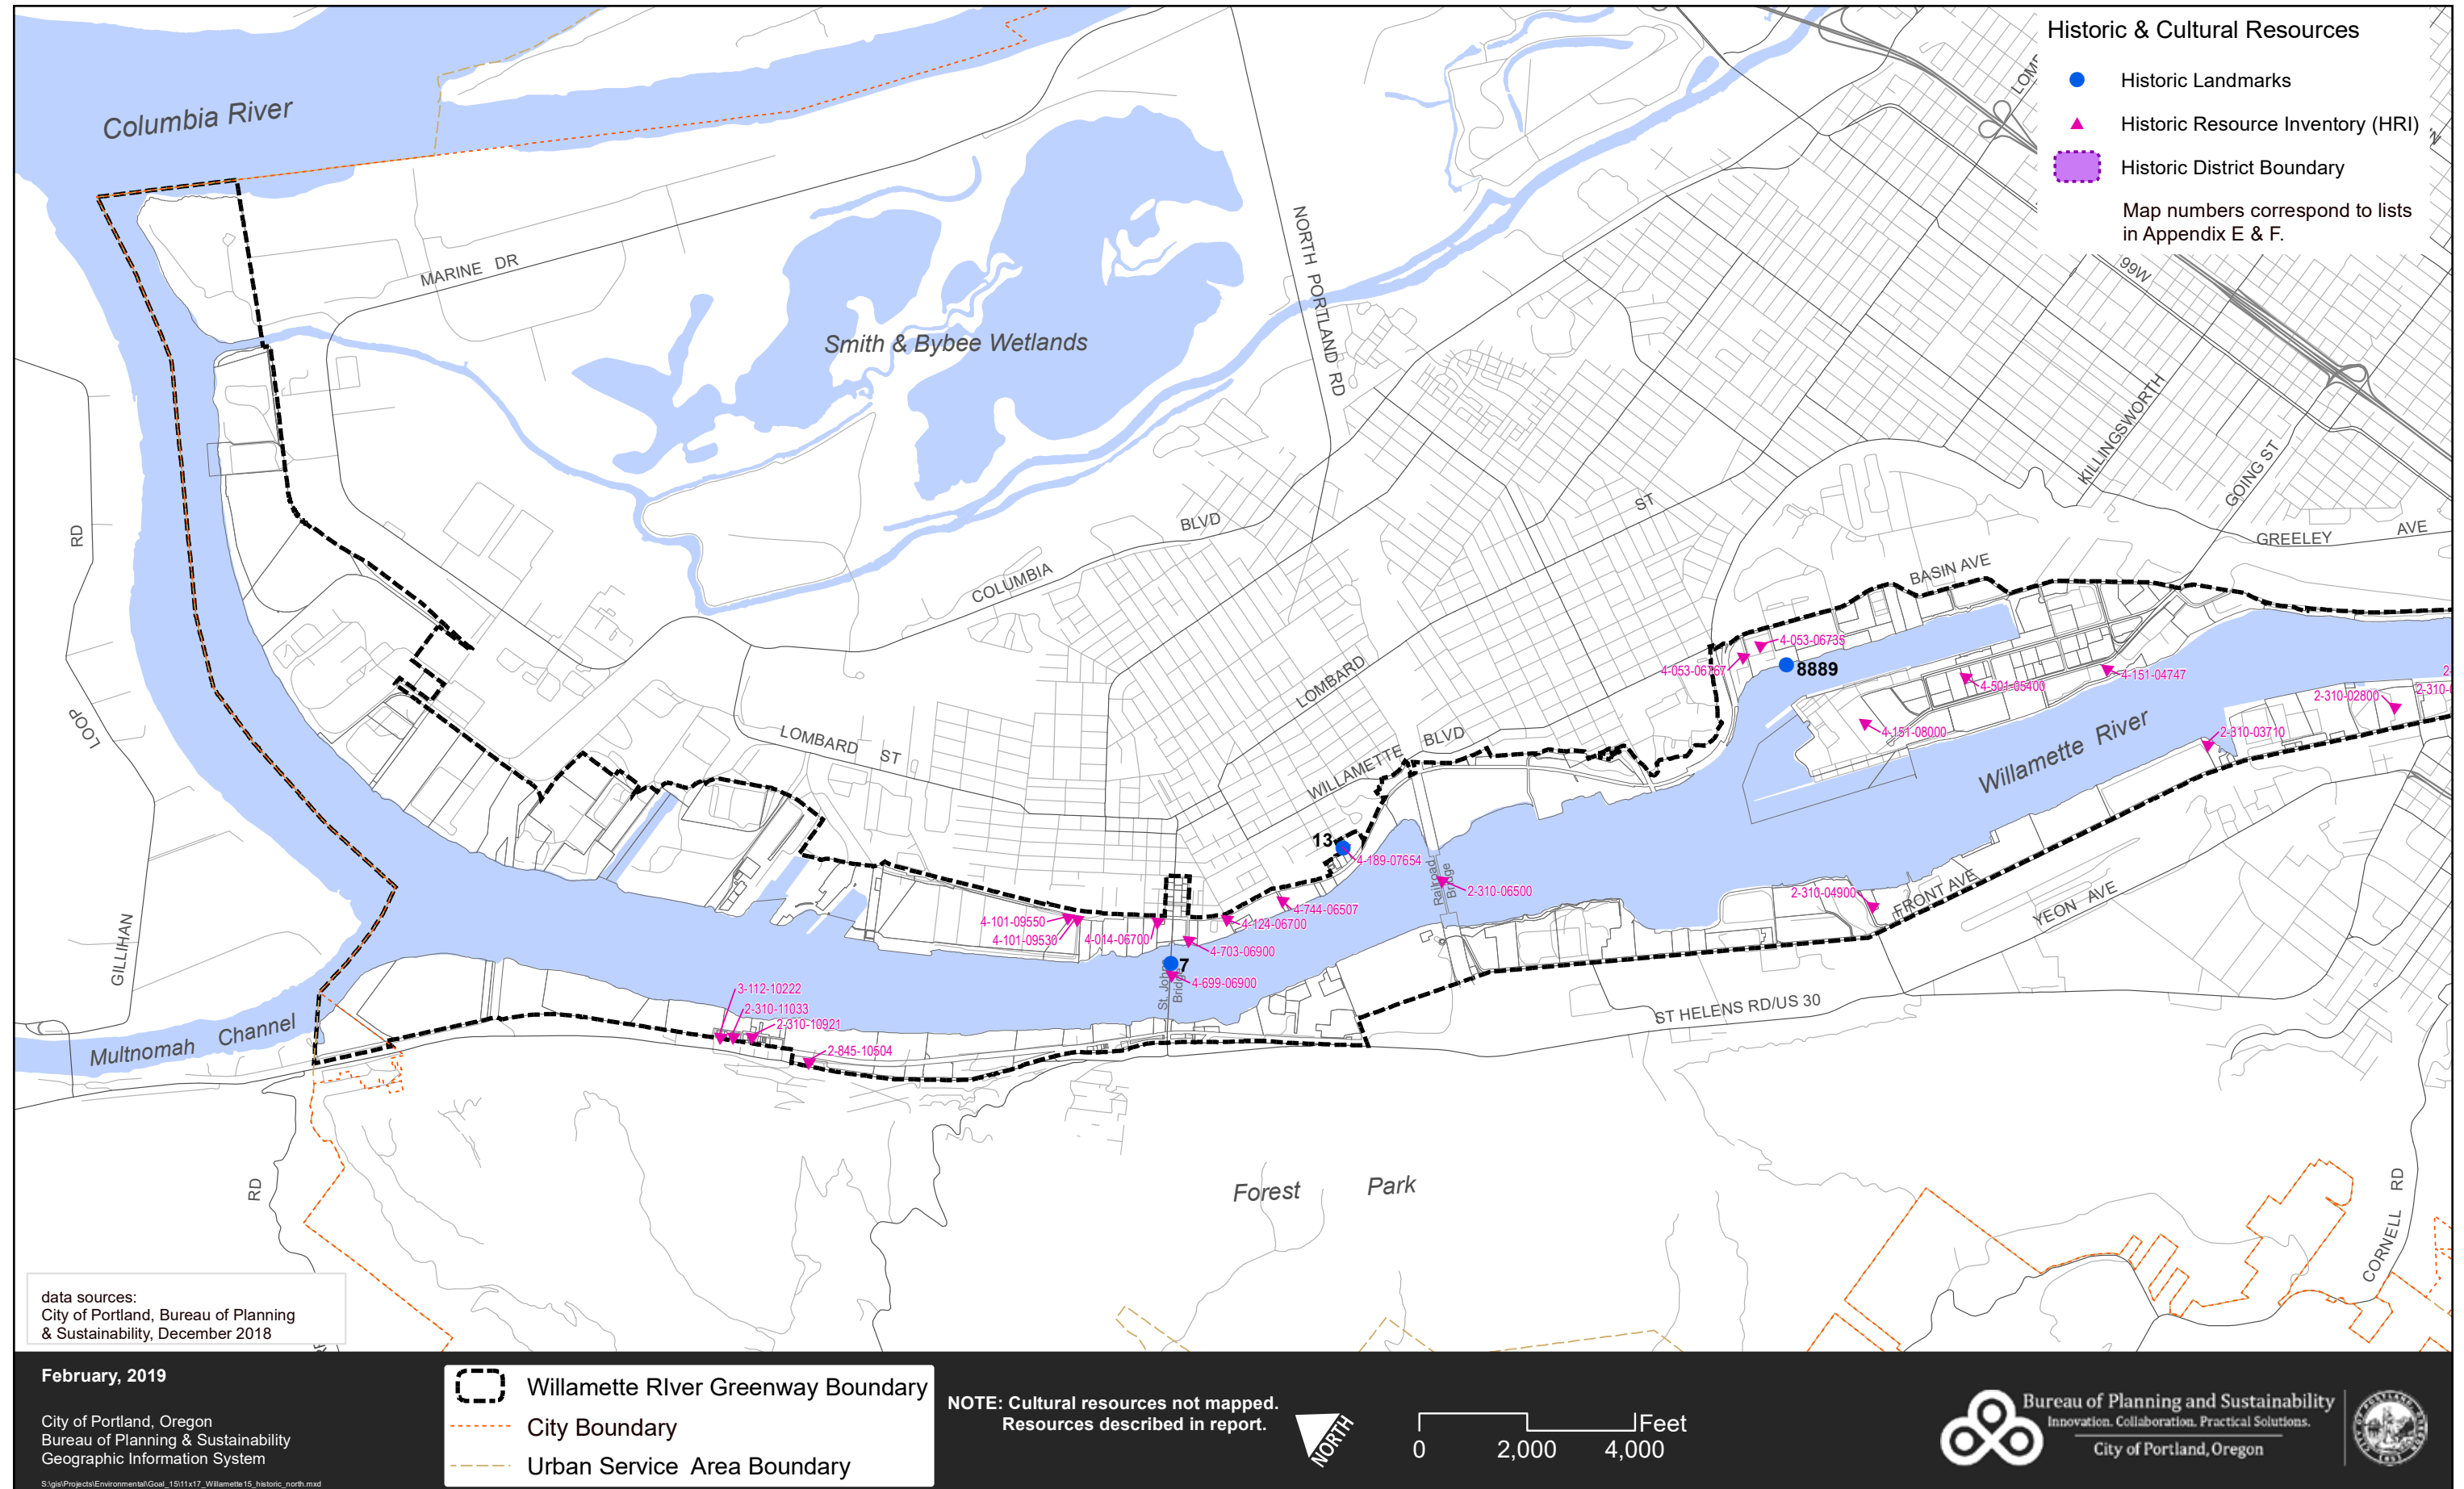 Historic & Cultural Resources
Historic Landmarks
Historic Resource Inventory (HRI)
Historic District Boundary
Map numbers correspond to lists
in Appendix E & F.
Columbia River
MARINE DR
Smith & Bybee Wetlands
NORTH PORTLAND RD
99W
KILLINGSWORTH
GOING ST
GREELEY AVE
RD
BLVD
ST
COLUMBIA
BASIN AVE
4-053-06735
4-053-06767
8889
4-501-05400
4-151-04747
2-310-02800
LOMBARD
LOOP
LOMBARD ST
4-151-08000
2-310-03710
Willamette River
WILLAMETTE BLVD
13
4-189-07654
Railroad
Bridge
2-310-06500
2-310-04900
FRONT AVE
YEON AVE
4-744-06507
4-101-09550
4-101-09530
4-014-06700
4-124-06700
4-703-06900
7
4-699-06900
GILLIHAN
3-112-10222
2-310-11033
2-310-10921
2-845-10504
ST HELENS RD/US 30
Multnomah Channel
Forest Park
RD
CORNELL RD
data sources:
City of Portland, Bureau of Planning
& Sustainability, December 2018
February, 2019
City of Portland, Oregon
Bureau of Planning & Sustainability
Geographic Information System
S:\gis\Projects\Environmental\Goal_15\11x17_Willamette15_historic_north.mxd
Willamette RIver Greenway Boundary
City Boundary
Urban Service Area Boundary
NOTE: Cultural resources not mapped.
Resources described in report.
NORTH
Feet
0 2,000 4,000
Bureau of Planning and Sustainability
Innovation. Collaboration. Practical Solutions.
City of Portland, Oregon